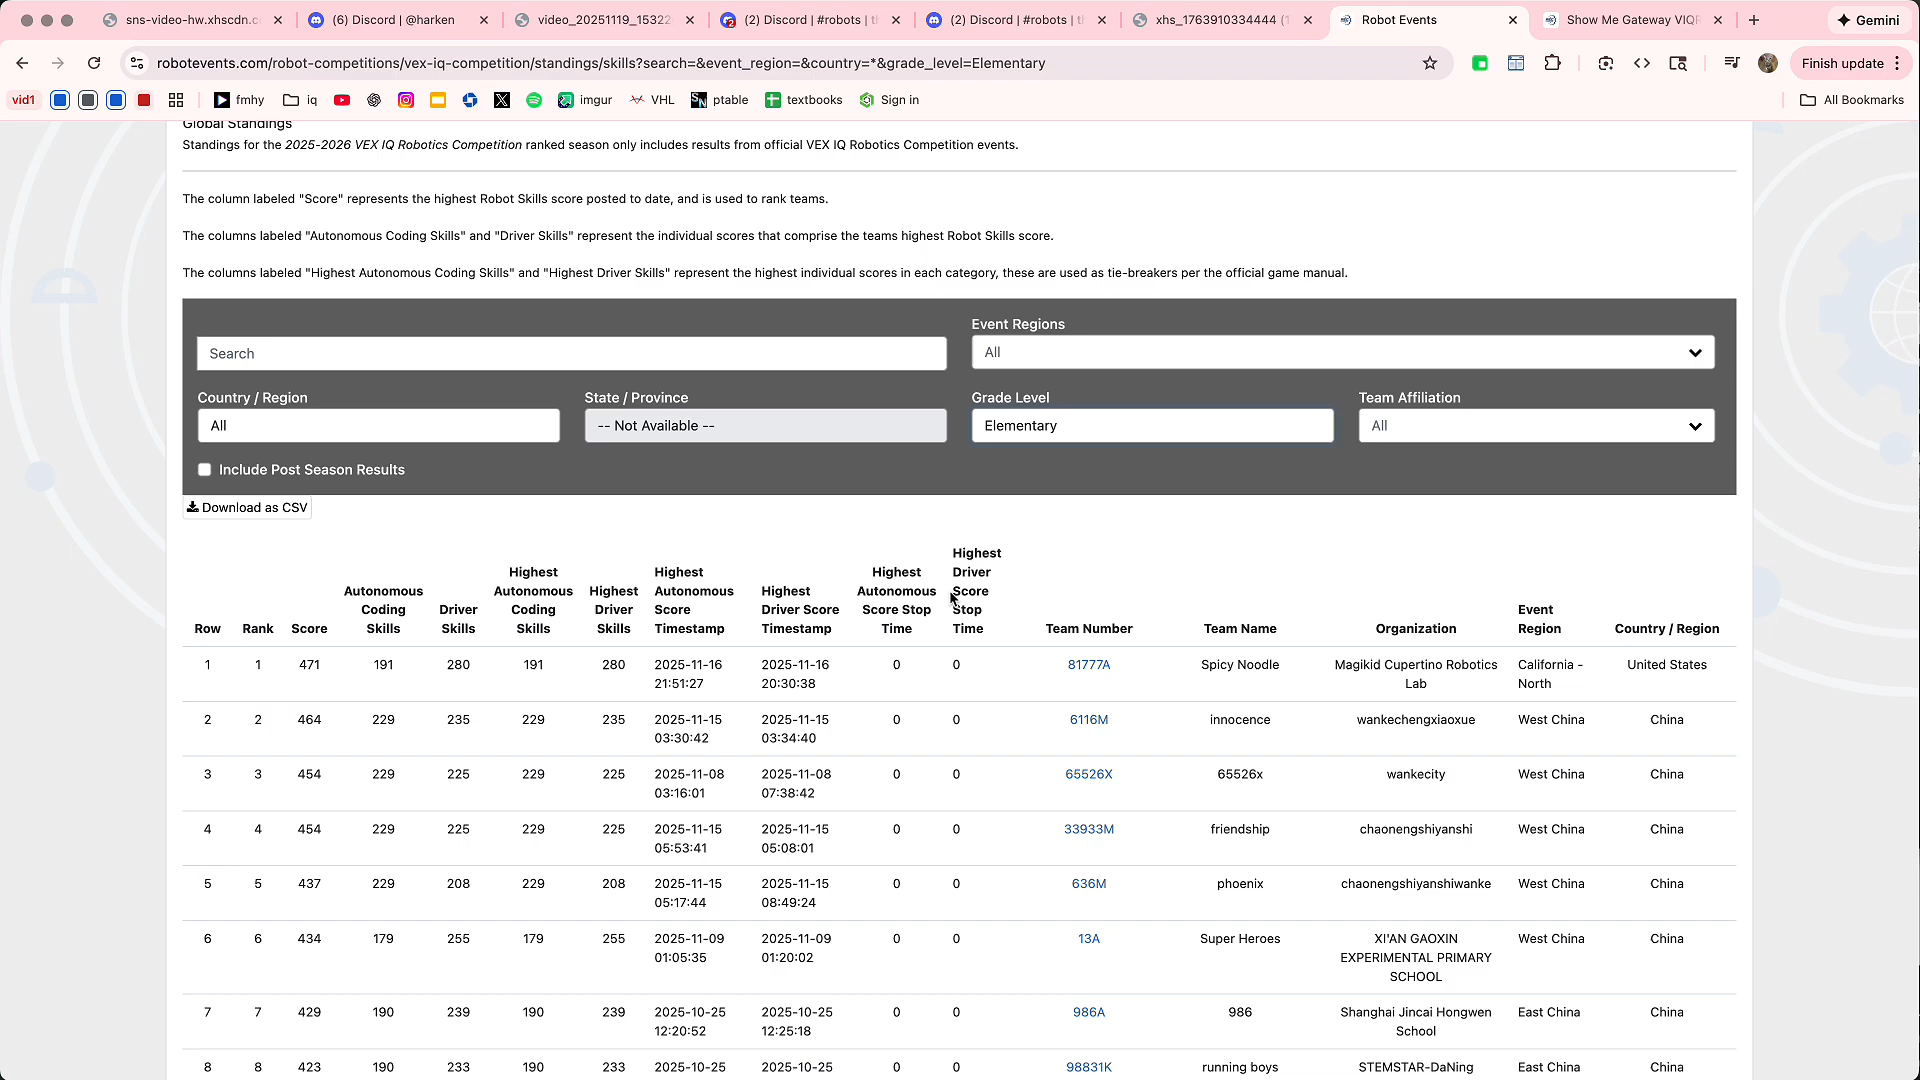 sns-video-hw.xhscdn.c
(6) Discord | @harken
video_20251119_15322
(2) Discord | #robots | t
(2) Discord | #robots | t
xhs_1763910334444 (1
Robot Events
Show Me Gateway VIQR
Gemini
robotevents.com/robot-competitions/vex-iq-competition/standings/skills?search=&event_region=&country=*&grade_level=Elementary
Finish update
vid1
fmhy
iq
imgur
VHL
ptable
textbooks
Sign in
All Bookmarks
Global Standings
Standings for the 2025-2026 VEX IQ Robotics Competition ranked season only includes results from official VEX IQ Robotics Competition events.
The column labeled "Score" represents the highest Robot Skills score posted to date, and is used to rank teams.
The columns labeled "Autonomous Coding Skills" and "Driver Skills" represent the individual scores that comprise the teams highest Robot Skills score.
The columns labeled "Highest Autonomous Coding Skills" and "Highest Driver Skills" represent the highest individual scores in each category, these are used as tie-breakers per the official game manual.
Search
Event Regions
All
Country / Region
All
State / Province
-- Not Available --
Grade Level
Elementary
Team Affiliation
All
Include Post Season Results
Download as CSV
Row
Rank
Score
Autonomous
Coding
Skills
Driver
Skills
Highest
Autonomous
Coding
Skills
Highest
Driver
Skills
Highest
Autonomous
Score
Timestamp
Highest
Driver Score
Timestamp
Highest
Autonomous
Score Stop
Time
Highest
Driver
Score
Stop
Time
Team Number
Team Name
Organization
Event
Region
Country / Region
1 1 471 191 280 191 280 2025-11-16 2025-11-16 0 0 81777A Spicy Noodle Magikid Cupertino Robotics California - United States
21:51:27 20:30:38 Lab North
2 2 464 229 235 229 235 2025-11-15 2025-11-15 0 0 6116M innocence wankechengxiaoxue West China China
03:30:42 03:34:40
3 3 454 229 225 229 225 2025-11-08 2025-11-08 0 0 65526X 65526x wankecity West China China
03:16:01 07:38:42
4 4 454 229 225 229 225 2025-11-15 2025-11-15 0 0 33933M friendship chaonengshiyanshi West China China
05:53:41 05:08:01
5 5 437 229 208 229 208 2025-11-15 2025-11-15 0 0 636M phoenix chaonengshiyanshiwanke West China China
05:17:44 08:49:24
6 6 434 179 255 179 255 2025-11-09 2025-11-09 0 0 13A Super Heroes XI'AN GAOXIN West China China
01:05:35 01:20:02 EXPERIMENTAL PRIMARY
SCHOOL
7 7 429 190 239 190 239 2025-10-25 2025-10-25 0 0 986A 986 Shanghai Jincai Hongwen East China China
12:20:52 12:25:18 School
8 8 423 190 233 190 233 2025-10-25 2025-10-25 0 0 98831K running boys STEMSTAR-DaNing East China China